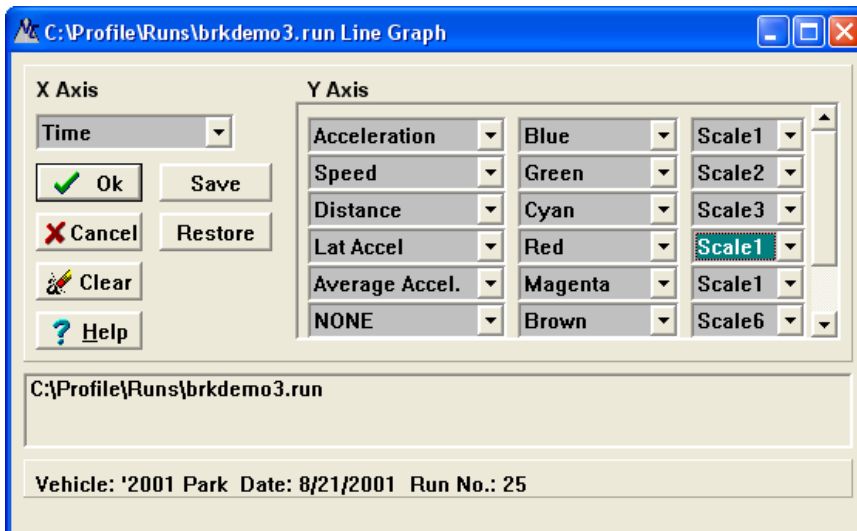 C:\Profile\Runs\brkdemo3.run Line Graph
X Axis
Y Axis
Time
Acceleration Blue Scale1
Speed Green Scale2
Distance Cyan Scale3
Lat Accel Red Scale1
Average Accel. Magenta Scale1
NONE Brown Scale6
Ok Save
Cancel Restore
Clear
Help
C:\Profile\Runs\brkdemo3.run
Vehicle: '2001 Park Date: 8/21/2001 Run No.: 25